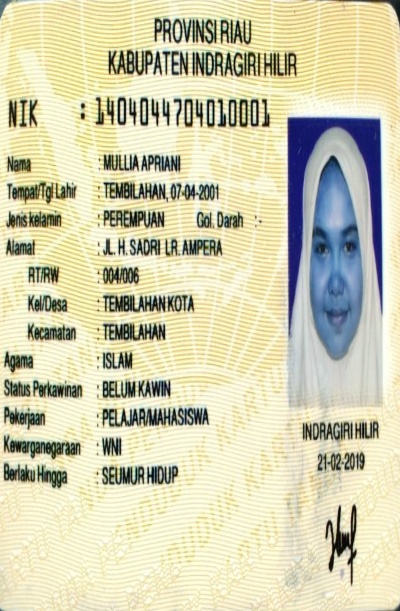 PROVINSI RIAU
KABUPATEN INDRAGIRI HILIR
NIK : 1404044704010001
Nama : MULLIA APRIANI
Tempat/Tgl Lahir : TEMBILAHAN, 07-04-2001
Jenis kelamin : PEREMPUAN Gol. Darah :-
Alamat : JL. H. SADRI LR. AMPERA
RT/RW : 004/006
Kel/Desa : TEMBILAHAN KOTA
Kecamatan : TEMBILAHAN
Agama : ISLAM
Status Perkawinan : BELUM KAWIN
Pekerjaan : PELAJAR/MAHASISWA
Kewarganegaraan : WNI
Berlaku Hingga : SEUMUR HIDUP
INDRAGIRI HILIR
21-02-2019